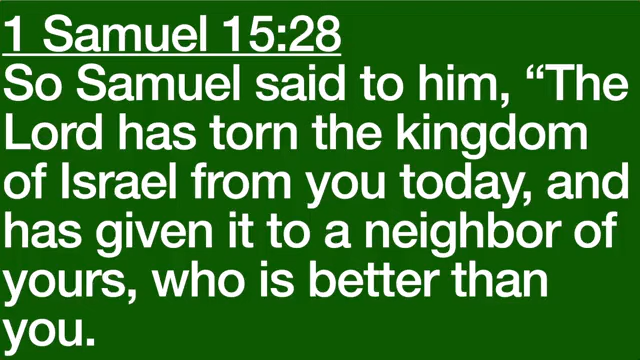 1 Samuel 15:28
So Samuel said to him, “The
Lord has torn the kingdom
of Israel from you today, and
has given it to a neighbor of
yours, who is better than
you.